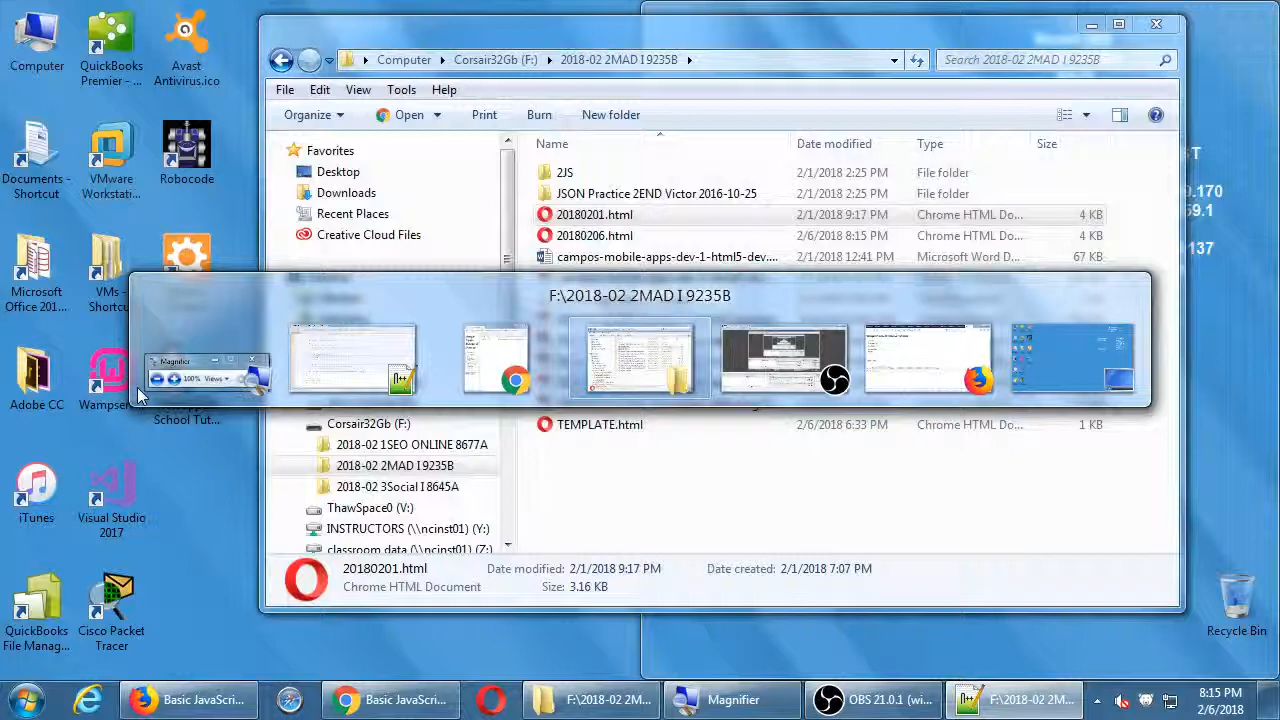 Computer
QuickBooks
Premier - ...
Avast
Antivirus.ico
Documents -
Shortcut
VMware
Workstati...
Robocode
Microsoft
Office 201...
VMs -
Shortcut
Adobe CC
Wampser
School Tut...
iTunes
Visual Studio
2017
QuickBooks
File Manag...
Cisco Packet
Tracer
Recycle Bin
Computer
Corsair32Gb (F:)
2018-02 2MAD I 9235B
Search 2018-02 2MAD I 9235B
File Edit View Tools Help
Organize Open Print Burn New folder
Name Date modified Type Size
Favorites
Desktop
Downloads
Recent Places
Creative Cloud Files
2JS 2/1/2018 2:25 PM File folder
JSON Practice 2END Victor 2016-10-25 2/1/2018 2:25 PM File folder
20180201.html 2/1/2018 9:17 PM Chrome HTML Do... 4 KB
20180206.html 2/6/2018 8:15 PM Chrome HTML Do... 4 KB
campos-mobile-apps-dev-1-html5-dev.... 2/1/2018 12:41 PM Microsoft Word D... 67 KB
F:\2018-02 2MAD I 9235B
Magnifier
100% Views
TEMPLATE.html 2/6/2018 6:33 PM Chrome HTML Do... 1 KB
Corsair32Gb (F:)
2018-02 1SEO ONLINE 8677A
2018-02 2MAD I 9235B
2018-02 3Social I 8645A
ThawSpace0 (V:)
INSTRUCTORS (\\ncinst01) (Y:)
classroom data (\\ncinst01) (Z:)
20180201.html Date modified: 2/1/2018 9:17 PM Date created: 2/1/2018 7:07 PM
Chrome HTML Document Size: 3.16 KB
ST
9.170
59.1
137
Basic JavaScri...
Basic JavaScri...
F:\2018-02 2M...
Magnifier
OBS 21.0.1 (wi...
F:\2018-02 2M...
8:15 PM
2/6/2018